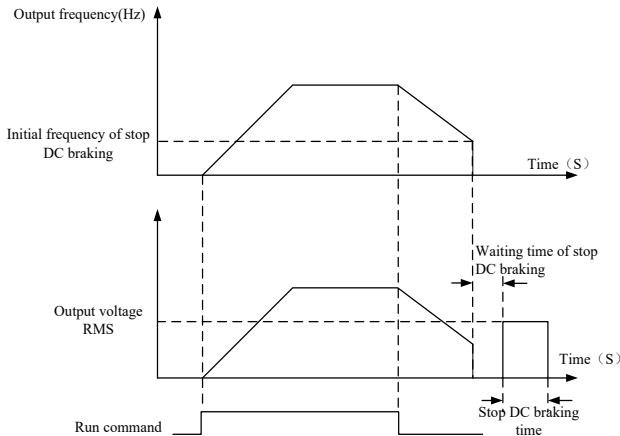 Output frequency(Hz)
Initial frequency of stop
DC braking
Time（S）
Waiting time of stop
DC braking
Output voltage
RMS
Time（S）
Stop DC braking
time
Run command